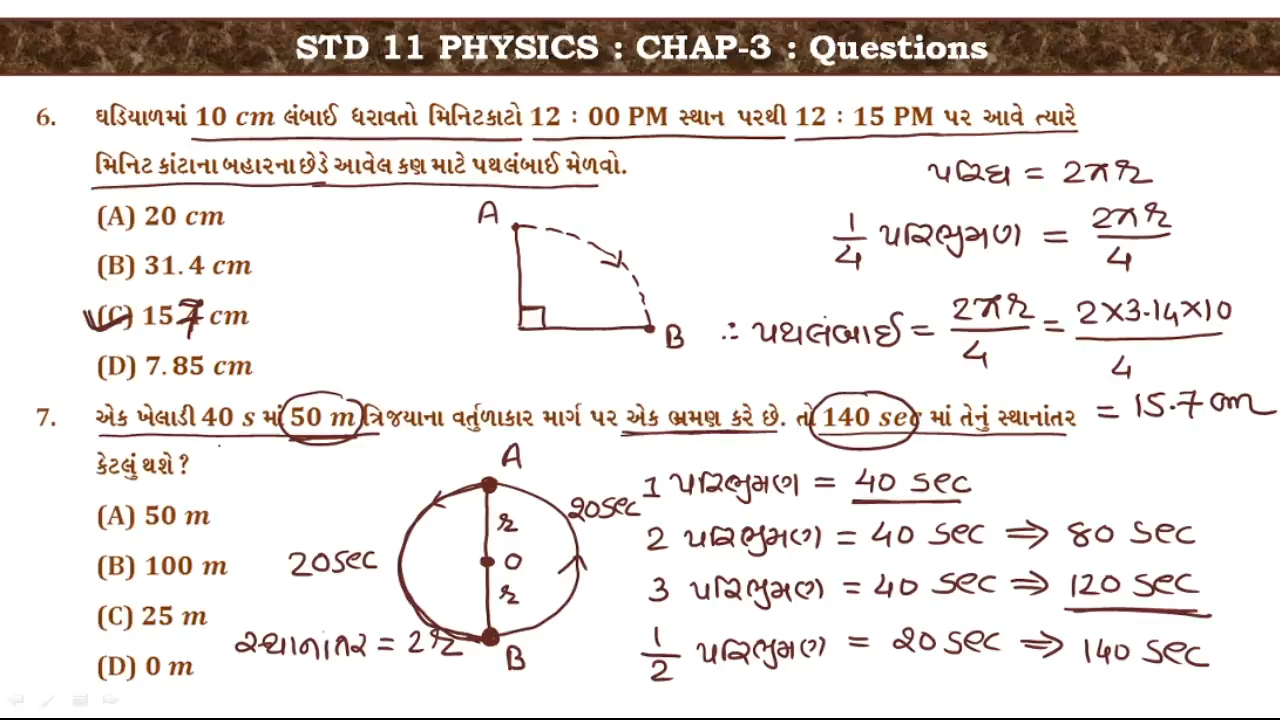 STD 11 PHYSICS : CHAP-3 : Questions
6. ઘડિયાળમાં 10 cm લંબાઈ ધરાવતો મિનિટકાટો 12 : 00 PM સ્થાન પરથી 12 : 15 PM પર આવે ત્યારે
મિનિટ કાંટાના બહારના છેડે આવેલ કણ માટે પથલંબાઈ મેળવો.
પરિઘ = 2πr
(A) 20 cm
A
1/4 પરિભ્રમણ = 2πr/4
(B) 31.4 cm
(C) 15.7 cm
∴ પથલંબાઈ = 2πr/4 = 2×3.14×10/4
B
(D) 7.85 cm
= 15.7 cm
7. એક ખેલાડી 40 s માં 50 m ત્રિજ્યાના વર્તુળાકાર માર્ગ પર એક ભ્રમણ કરે છે. તો 140 sec માં તેનું સ્થાનાંતર
કેટલું થશે ?
A
1 પરિભ્રમણ = 40 sec
(A) 50 m
r
20sec
2 પરિભ્રમણ = 40 sec ⇒ 80 sec
(B) 100 m
20sec
O
3 પરિભ્રમણ = 40 sec ⇒ 120 sec
r
(C) 25 m
સ્થાનાંતર = 2r
B
1/2 પરિભ્રમણ = 20 sec ⇒ 140 sec
(D) 0 m